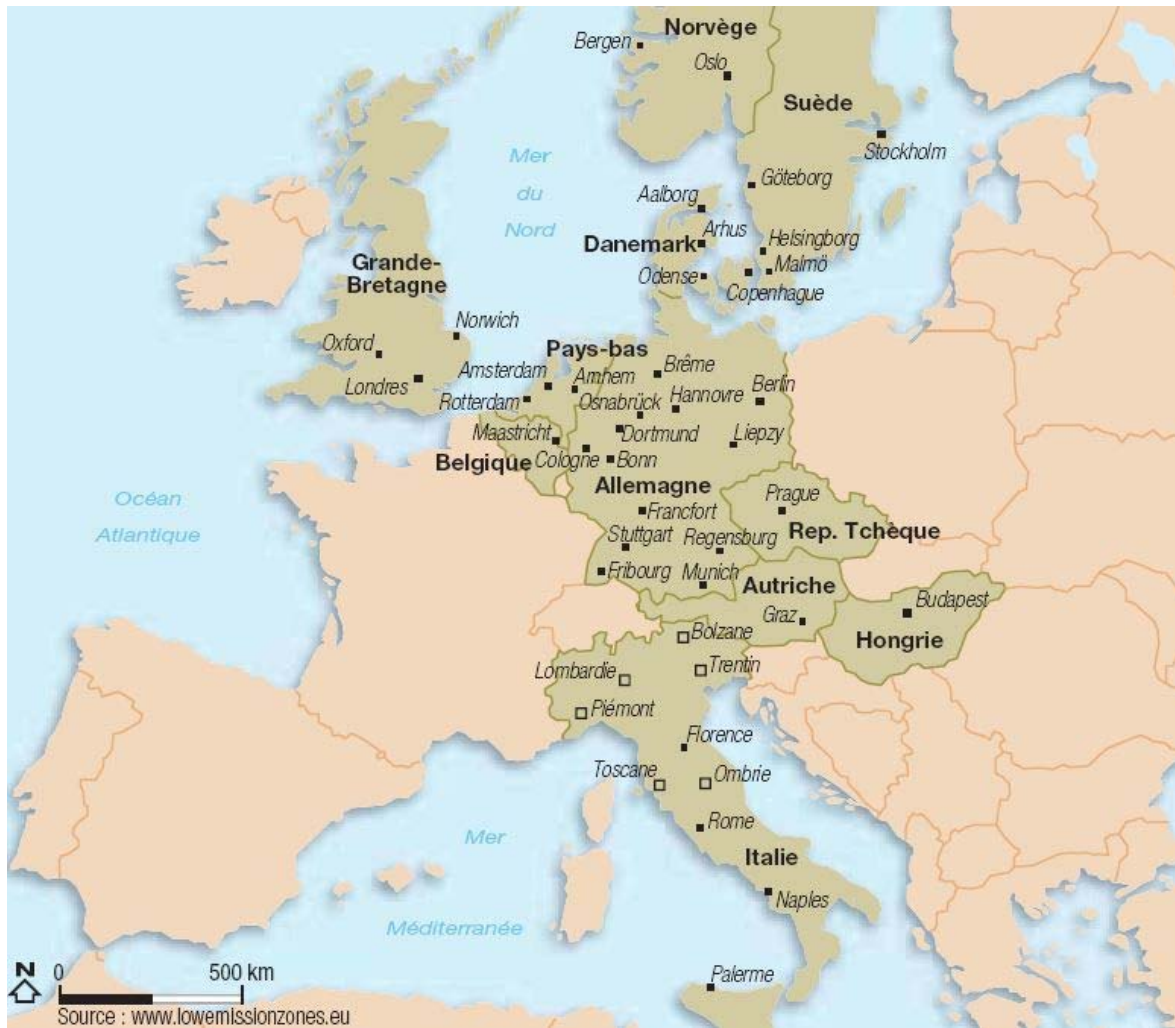 Norvège
Bergen
Oslo
Suède
Stockholm
Mer
du
Nord
Göteborg
Aalborg
Arhus
Danemark
Helsingborg
Malmö
Odense
Copenhague
Grande-
Bretagne
Norwich
Oxford
Londres
Pays-bas
Amsterdam
Arnhem
Rotterdam
Osnabrück
Brême
Hannovre
Berlin
Maastricht
Dortmund
Liepzy
Belgique
Cologne
Bonn
Allemagne
Francfort
Prague
Rep. Tchèque
Océan
Atlantique
Stuttgart
Regensburg
Fribourg
Munich
Autriche
Graz
Budapest
Hongrie
Bolzane
Trentin
Lombardie
Piémont
Florence
Toscane
Ombrie
Rome
Italie
Naples
Mer
Méditerranée
Palerme
N
0 500 km
Source : www.lowemissionzones.eu